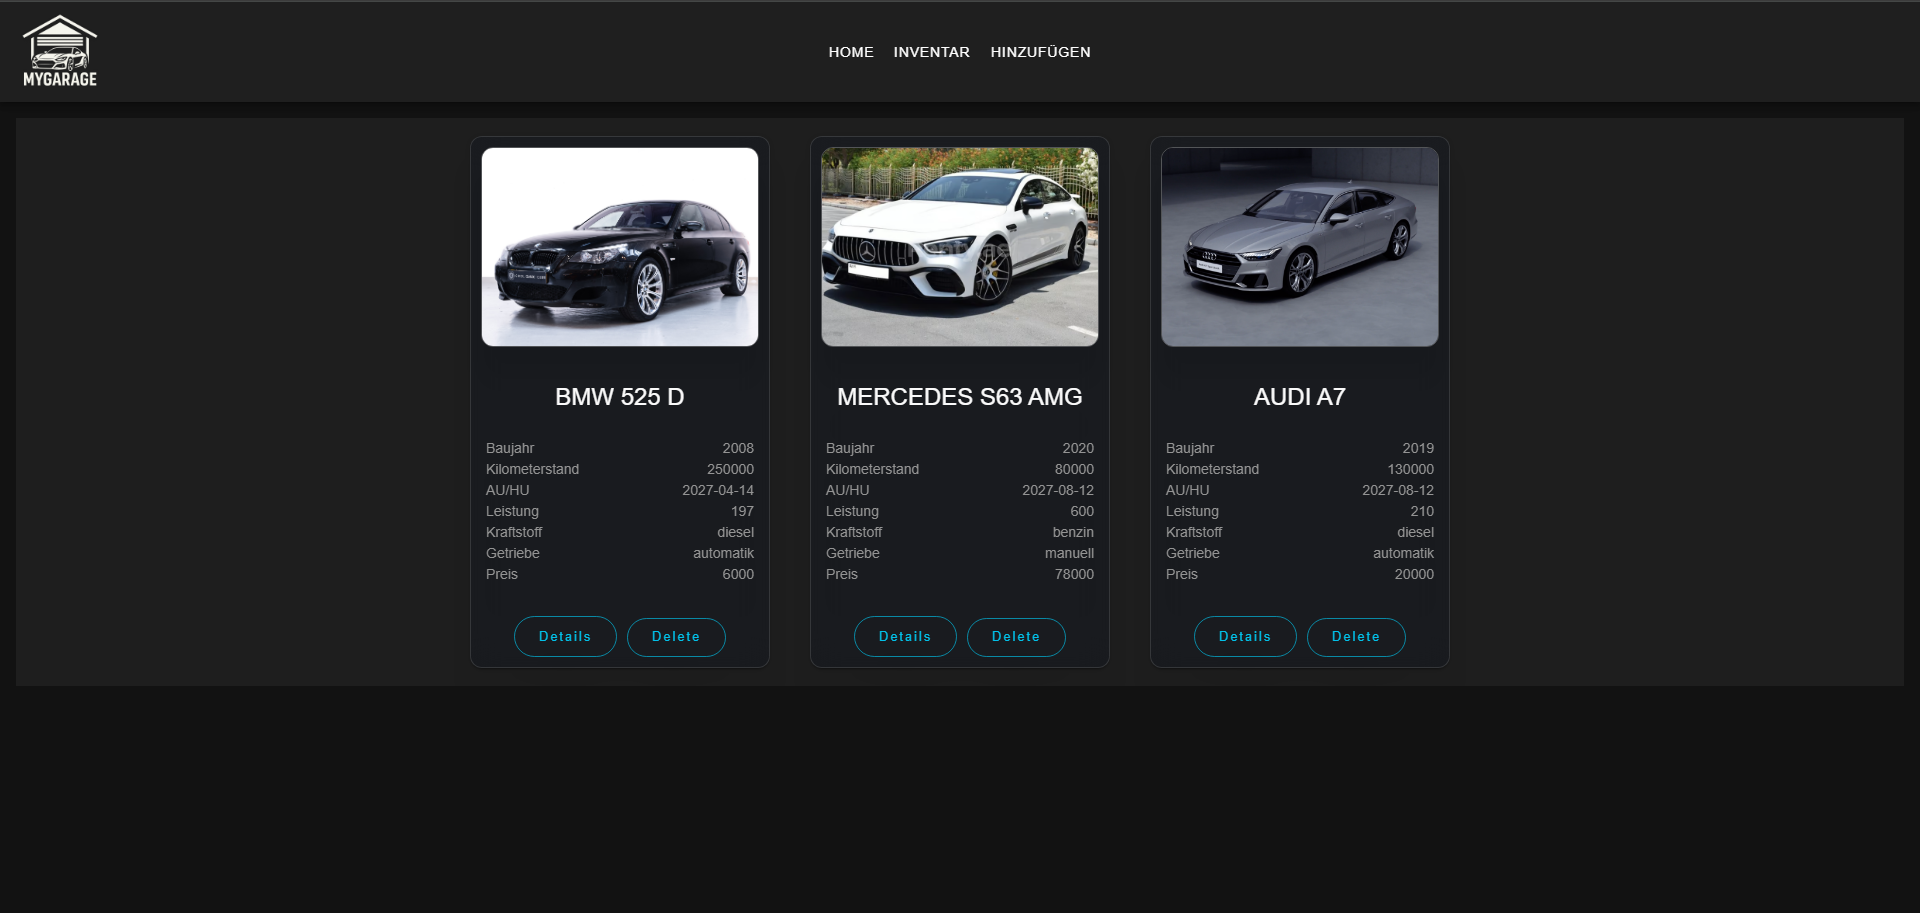 MYGARAGE
HOME INVENTAR HINZUFÜGEN
BMW 525 D
Baujahr 2008
Kilometerstand 250000
AU/HU 2027-04-14
Leistung 197
Kraftstoff diesel
Getriebe automatik
Preis 6000
Details Delete
MERCEDES S63 AMG
Baujahr 2020
Kilometerstand 80000
AU/HU 2027-08-12
Leistung 600
Kraftstoff benzin
Getriebe manuell
Preis 78000
Details Delete
AUDI A7
Baujahr 2019
Kilometerstand 130000
AU/HU 2027-08-12
Leistung 210
Kraftstoff diesel
Getriebe automatik
Preis 20000
Details Delete